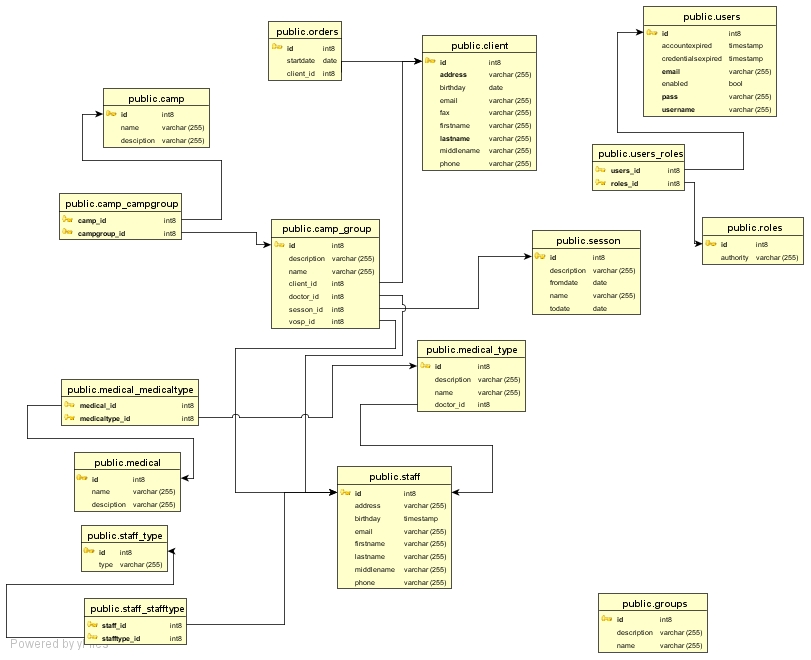 public.orders
id int8
startdate date
client_id int8
public.client
id int8
address varchar (255)
birthday date
email varchar (255)
fax varchar (255)
firstname varchar (255)
lastname varchar (255)
middlename varchar (255)
phone varchar (255)
public.users
id int8
accountexpired timestamp
credentialsexpired timestamp
email varchar (255)
enabled bool
pass varchar (255)
username varchar (255)
public.camp
id int8
name varchar (255)
desciption varchar (255)
public.users_roles
users_id int8
roles_id int8
public.camp_campgroup
camp_id int8
campgroup_id int8
public.camp_group
id int8
description varchar (255)
name varchar (255)
client_id int8
doctor_id int8
sesson_id int8
vosp_id int8
public.sesson
id int8
description varchar (255)
fromdate date
name varchar (255)
todate date
public.roles
id int8
authority varchar (255)
public.medical_type
id int8
description varchar (255)
name varchar (255)
doctor_id int8
public.medical_medicaltype
medical_id int8
medicaltype_id int8
public.medical
id int8
name varchar (255)
desciption varchar (255)
public.staff
id int8
address varchar (255)
birthday timestamp
email varchar (255)
firstname varchar (255)
lastname varchar (255)
middlename varchar (255)
phone varchar (255)
public.staff_type
id int8
type varchar (255)
public.staff_stafftype
staff_id int8
stafftype_id int8
public.groups
id int8
description varchar (255)
name varchar (255)
Powered by